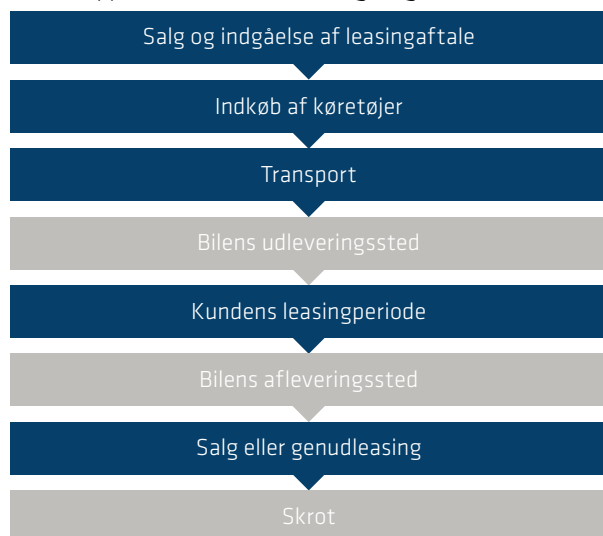 Salg og indgåelse af leasingaftale
Indkøb af køretøjer
Transport
Bilens udleveringssted
Kundens leasingperiode
Bilens afleveringssted
Salg eller genudleasing
Skrot